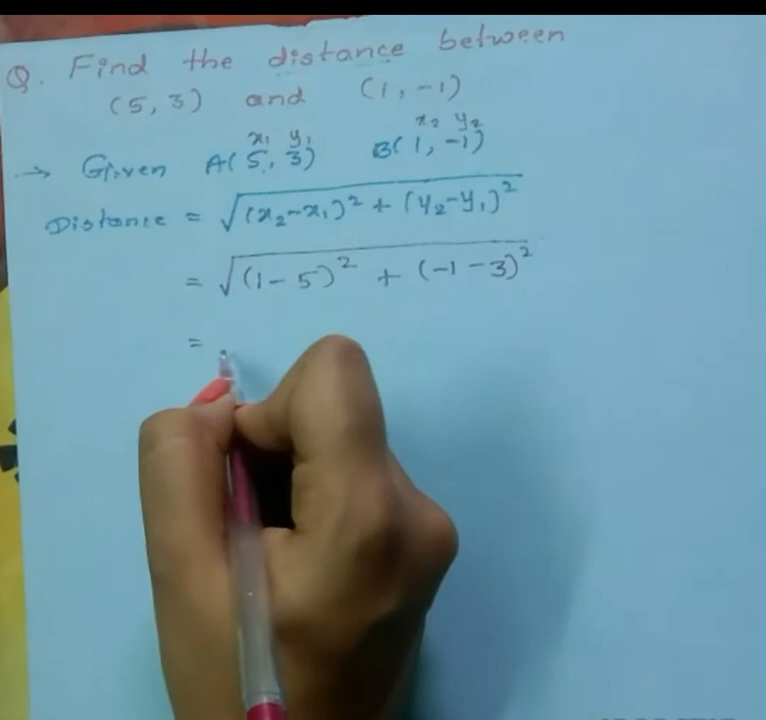 Q. Find the distance between
(5, 3) and (1, -1)
x₁ y₁ x₂ y₂
→ Given A(5, 3) B(1, -1)
Distance = √(x₂-x₁)² + (y₂-y₁)²
= √(1-5)² + (-1-3)²
=